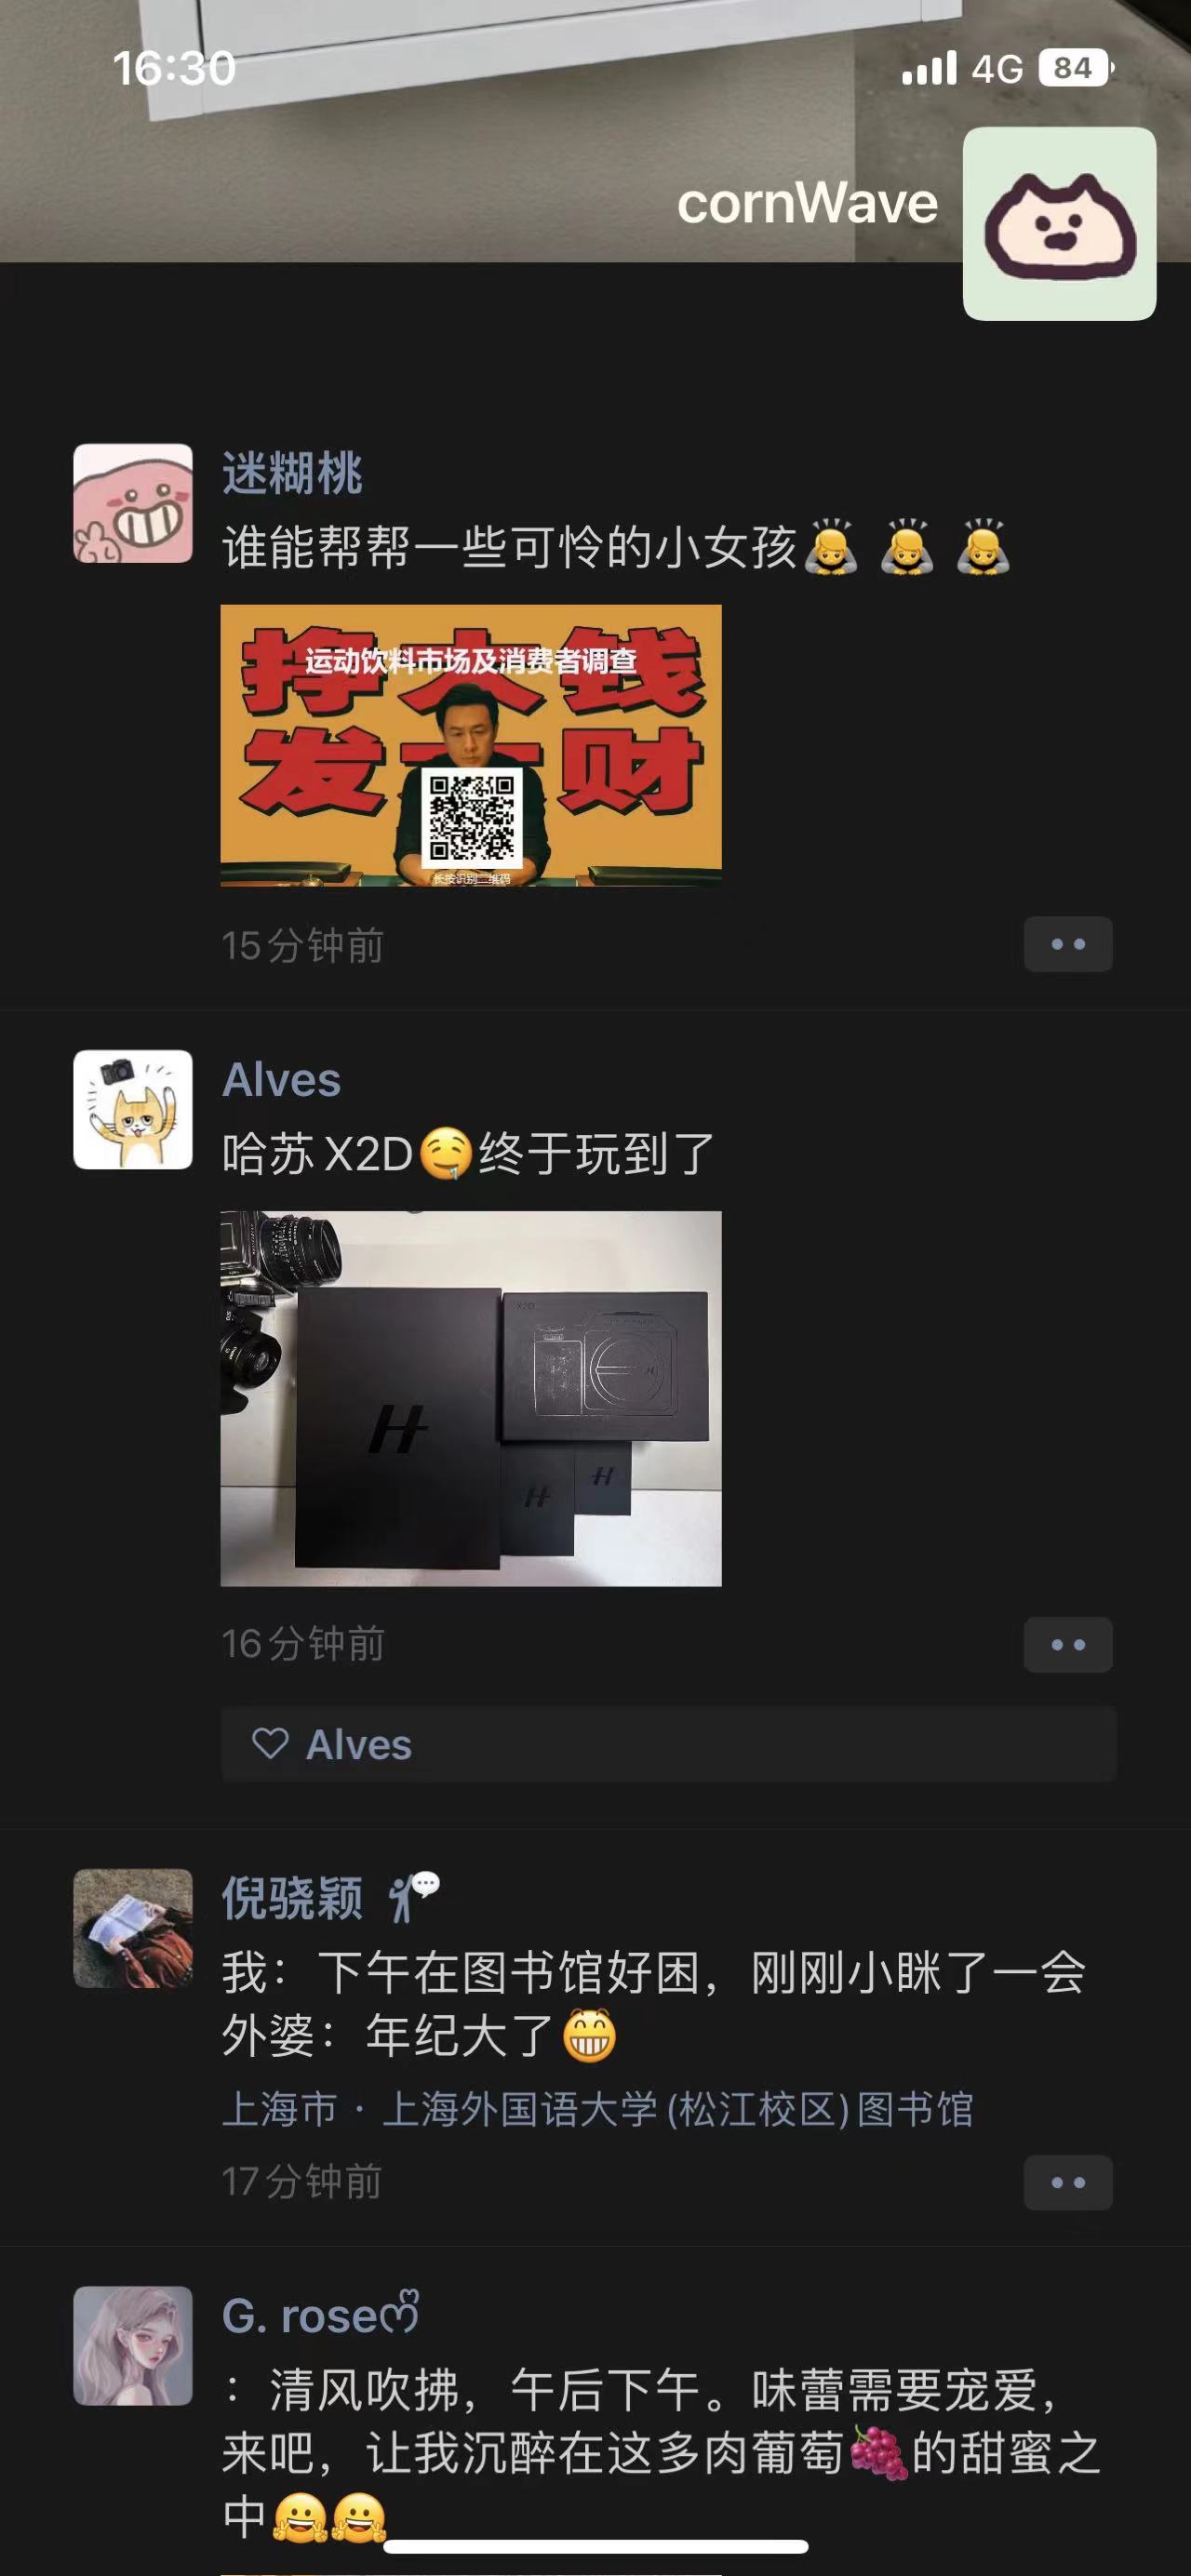 16:30
4G 84
cornWave
迷糊桃
谁能帮帮一些可怜的小女孩🙇 🙇 🙇
挣大钱
运动饮料市场及消费者调查
发 财
长按识别二维码
15分钟前
Alves
哈苏X2D🤤终于玩到了
X2D
H
H
H
16分钟前
Alves
倪骁颖
我：下午在图书馆好困，刚刚小眯了一会
外婆：年纪大了😁
上海市 · 上海外国语大学(松江校区)图书馆
17分钟前
G. rose
：清风吹拂，午后下午。味蕾需要宠爱，
来吧，让我沉醉在这多肉葡萄🍇的甜蜜之
中🤗🤗